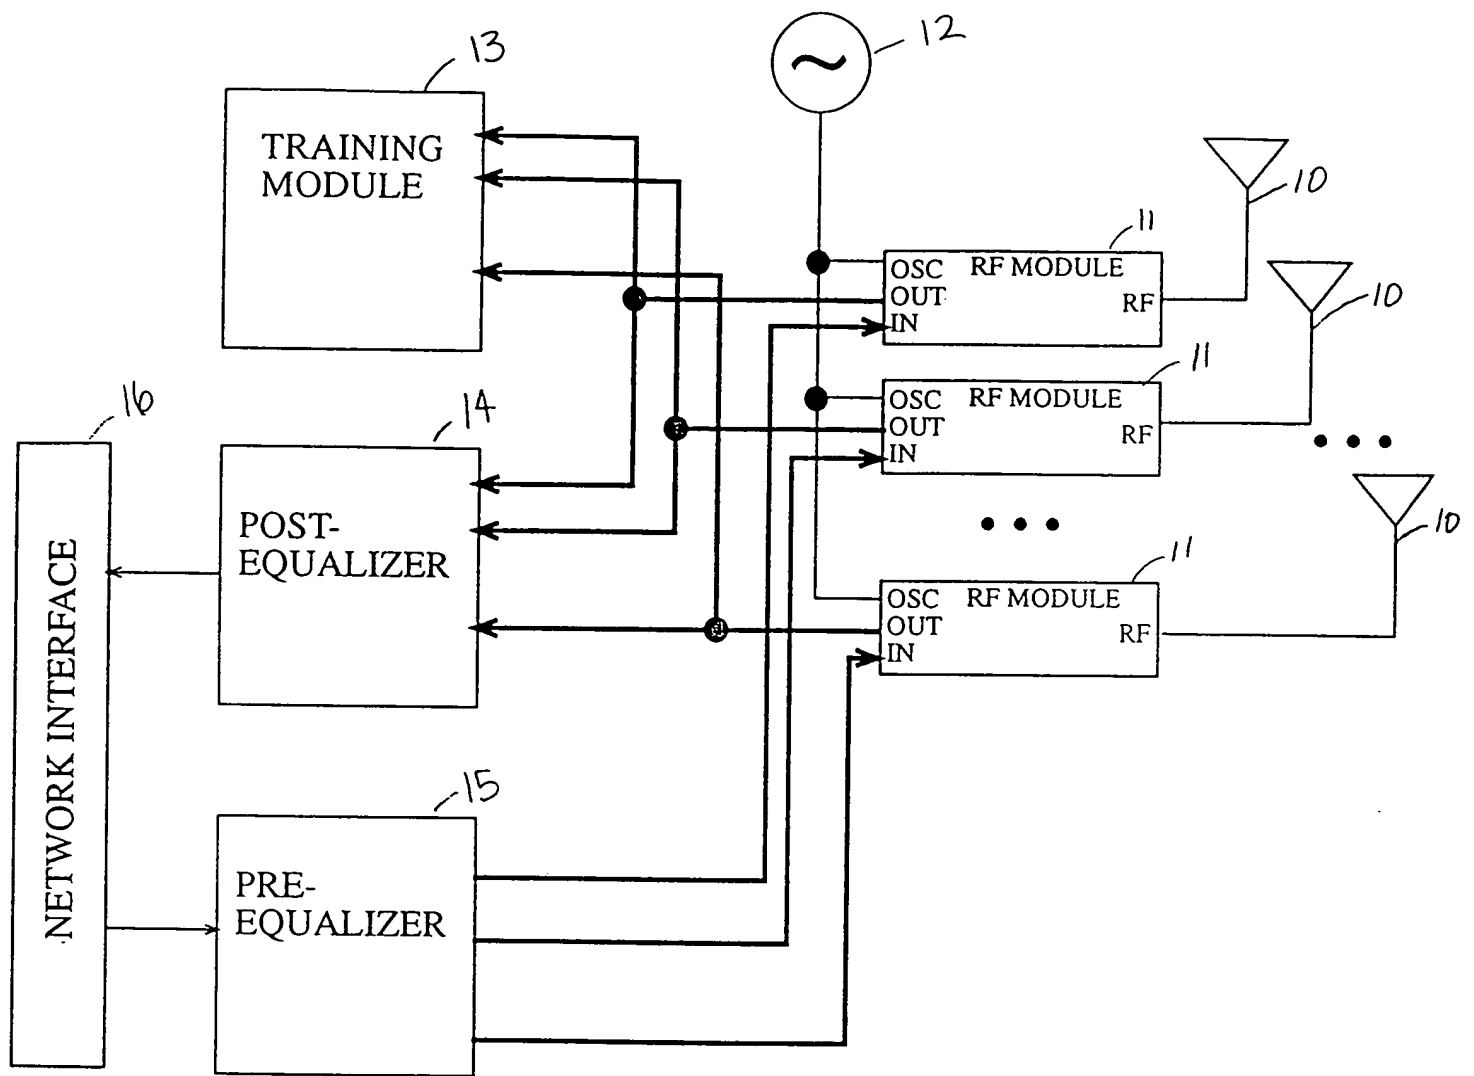 12
13
TRAINING
MODULE
10
11
OSC RF MODULE
OUT
RF
IN
10
11
OSC RF MODULE
OUT
RF
IN
16
14
POST-
EQUALIZER
10
11
OSC RF MODULE
OUT
RF
IN
NETWORK INTERFACE
15
PRE-
EQUALIZER